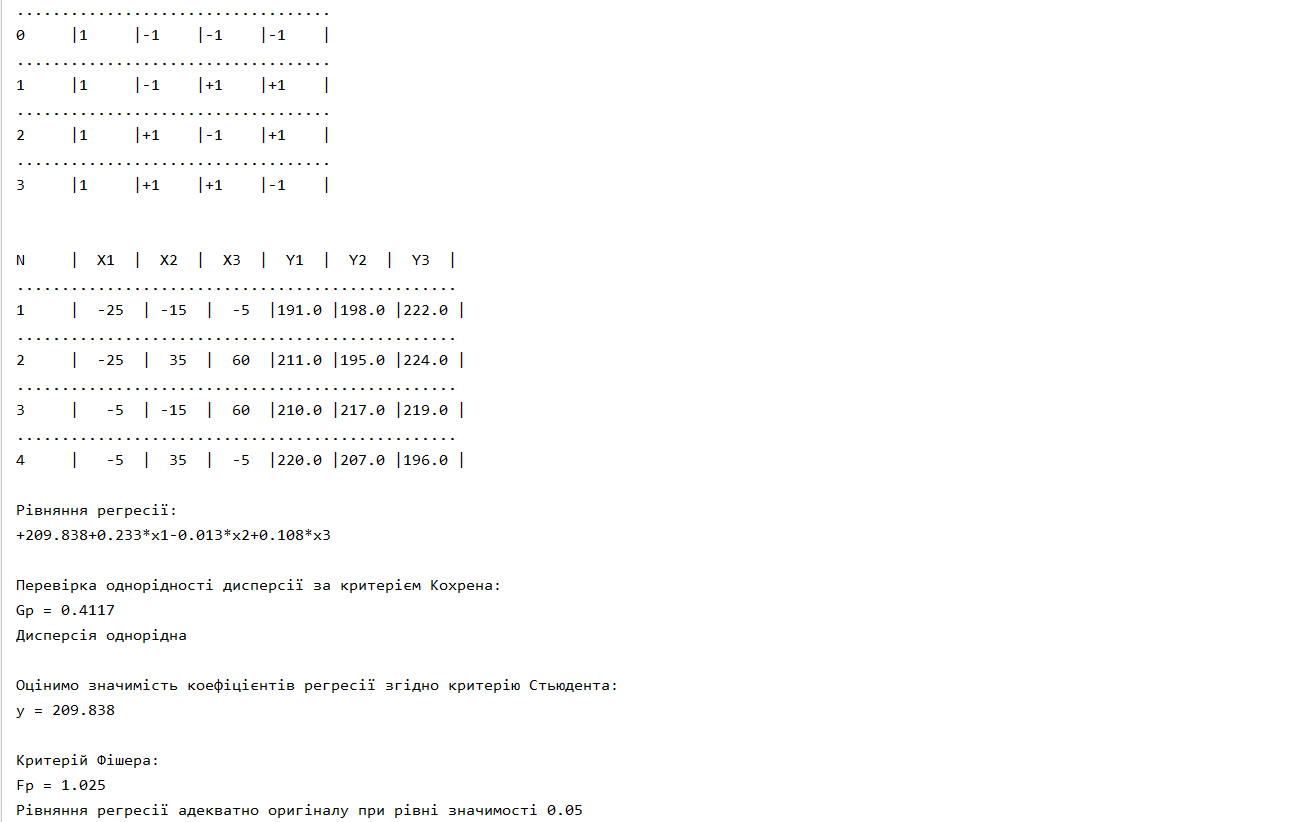 ...................................
0 |1 |-1 |-1 |-1 |
...................................
1 |1 |-1 |+1 |+1 |
...................................
2 |1 |+1 |-1 |+1 |
...................................
3 |1 |+1 |+1 |-1 |
N | X1 | X2 | X3 | Y1 | Y2 | Y3 |
.................................................
1 | -25 | -15 | -5 |191.0 |198.0 |222.0 |
.................................................
2 | -25 | 35 | 60 |211.0 |195.0 |224.0 |
.................................................
3 | -5 | -15 | 60 |210.0 |217.0 |219.0 |
.................................................
4 | -5 | 35 | -5 |220.0 |207.0 |196.0 |
Рівняння регресії:
+209.838+0.233*x1-0.013*x2+0.108*x3
Перевірка однорідності дисперсії за критерієм Кохрена:
Gp = 0.4117
Дисперсія однорідна
Оцінимо значимість коефіцієнтів регресії згідно критерію Стьюдента:
y = 209.838
Критерій Фішера:
Fp = 1.025
Рівняння регресії адекватно оригіналу при рівні значимості 0.05